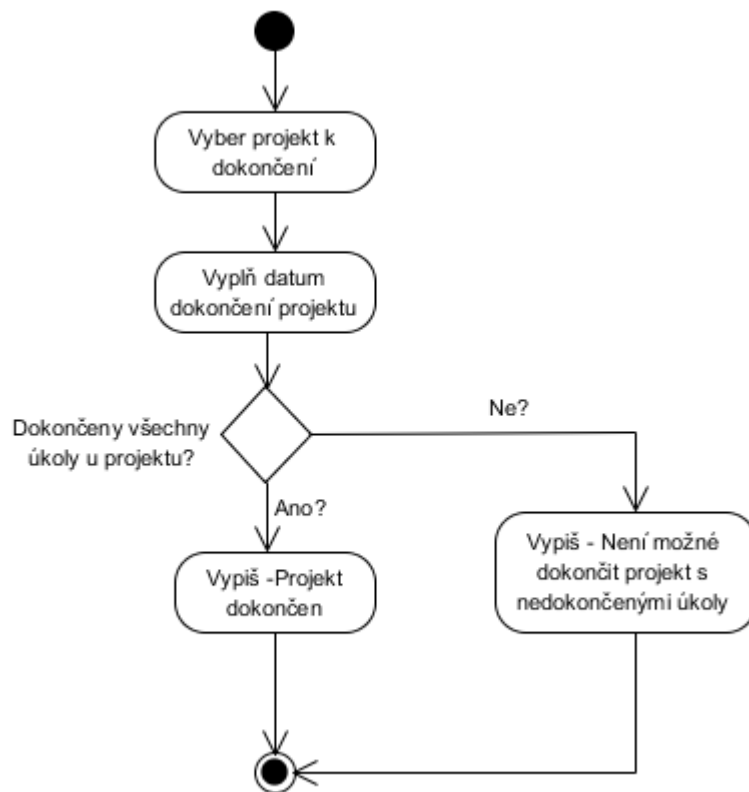 Vyber projekt k
dokončení
Vyplň datum
dokončení projektu
Dokončeny všechny
úkoly u projektu?
Ne?
Ano?
Vypiš -Projekt
dokončen
Vypiš - Není možné
dokončit projekt s
nedokončenými úkoly